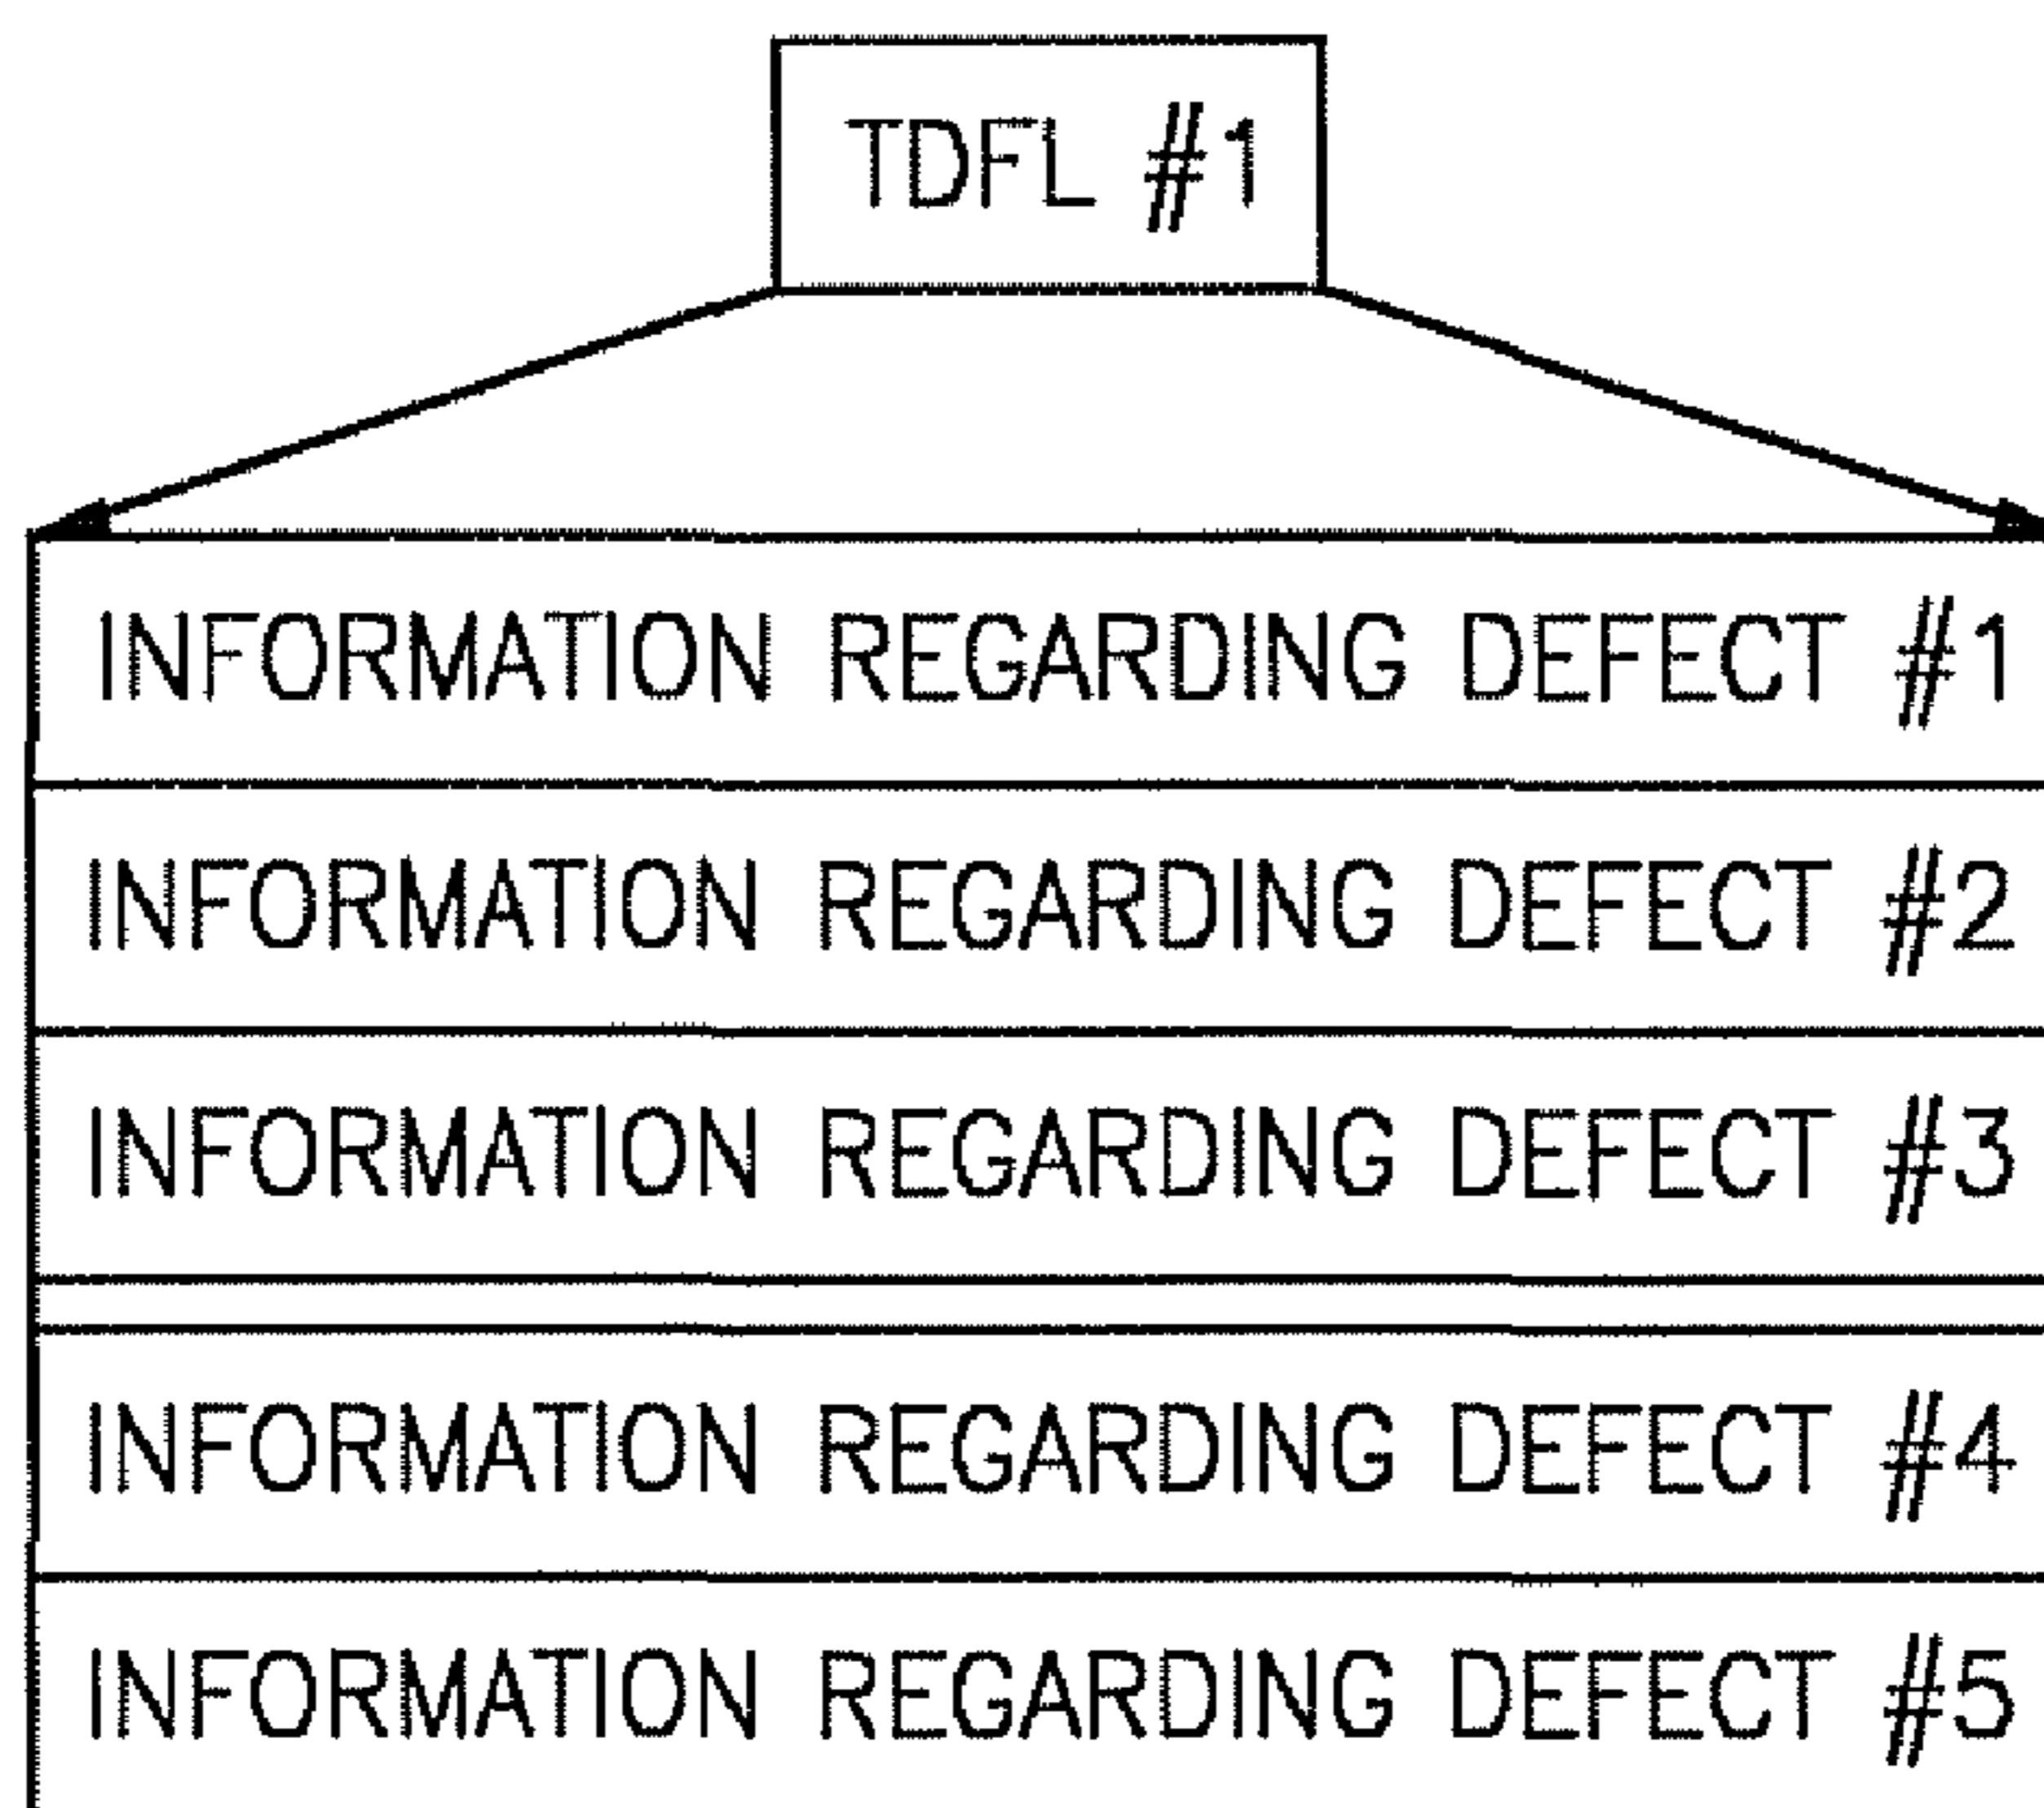 TDFL #1
INFORMATION REGARDING DEFECT #1
INFORMATION REGARDING DEFECT #2
INFORMATION REGARDING DEFECT #3
INFORMATION REGARDING DEFECT #4
INFORMATION REGARDING DEFECT #5